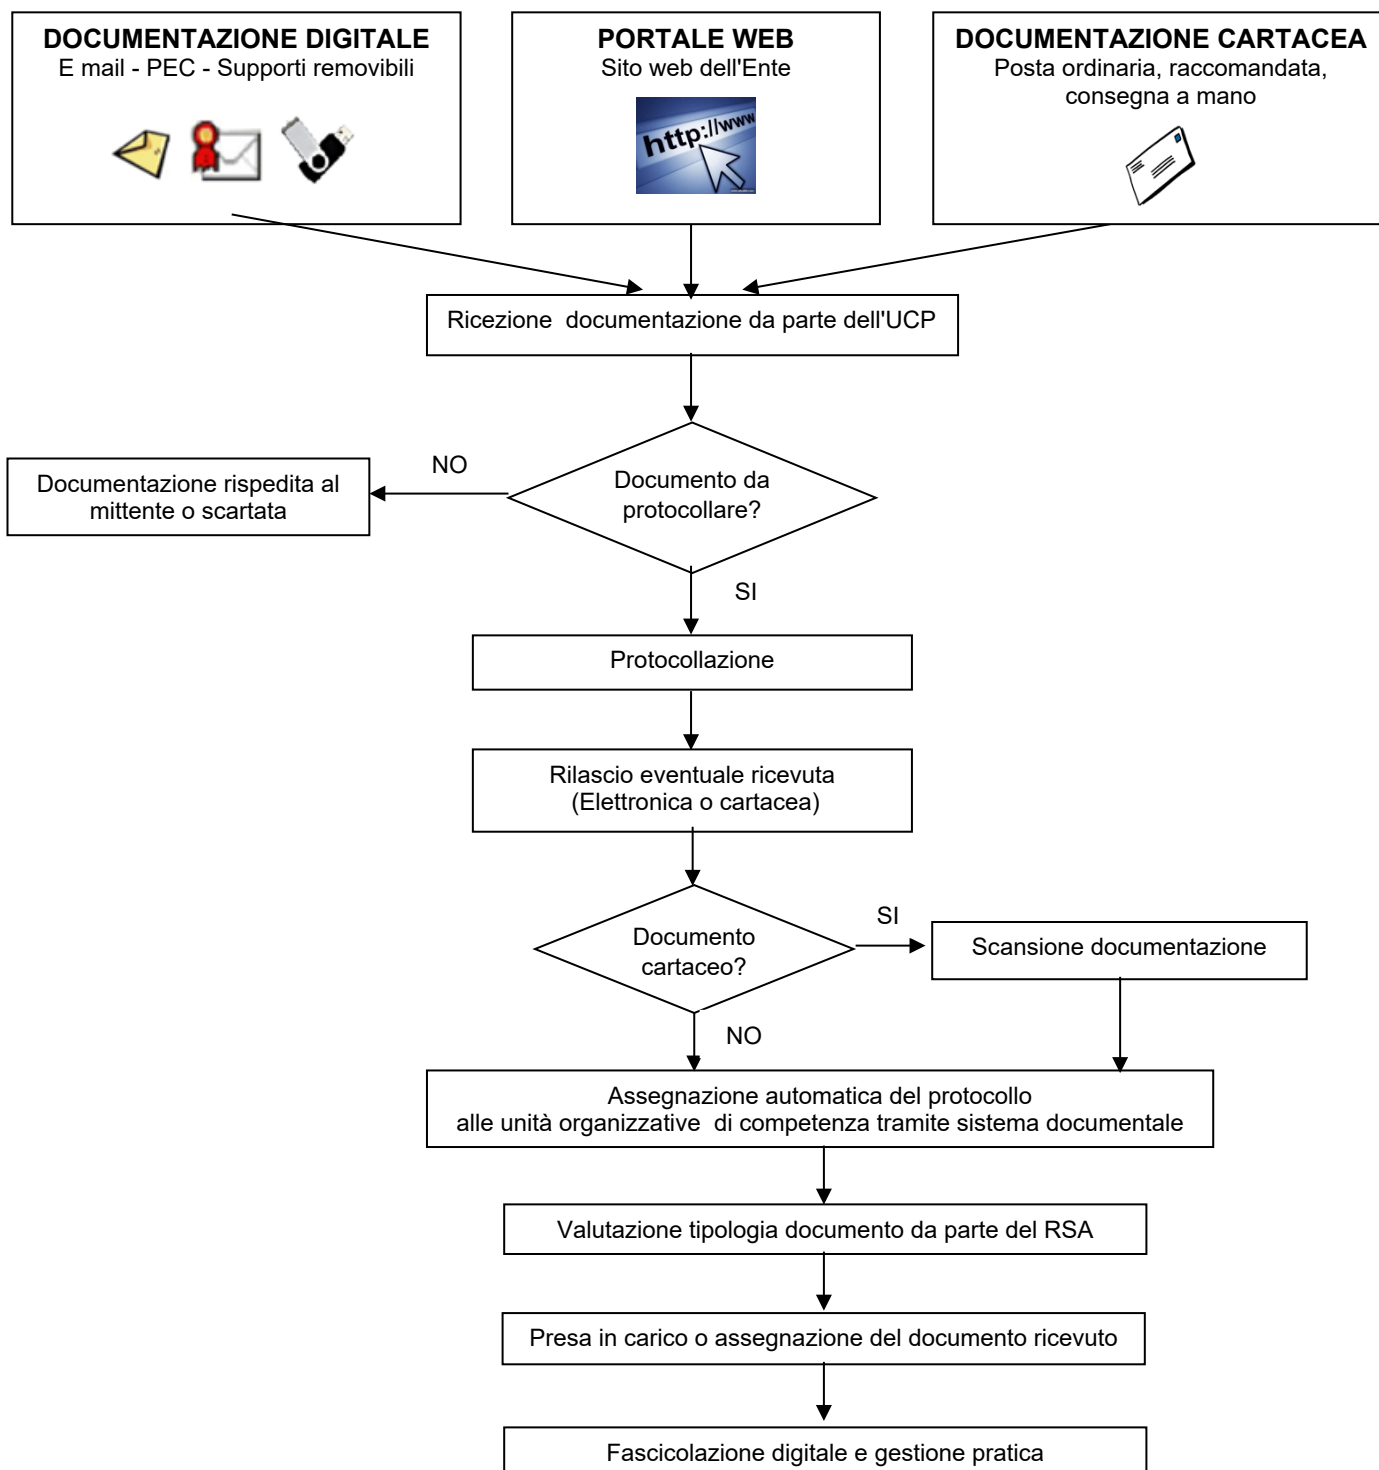 DOCUMENTAZIONE DIGITALE
E mail - PEC - Supporti removibili
PORTALE WEB
Sito web dell'Ente
http://www
DOCUMENTAZIONE CARTACEA
Posta ordinaria, raccomandata,
consegna a mano
Ricezione documentazione da parte dell'UCP
Documento da
protocollare?
NO
Documentazione rispedita al
mittente o scartata
SI
Protocollazione
Rilascio eventuale ricevuta
(Elettronica o cartacea)
Documento
cartaceo?
SI
Scansione documentazione
NO
Assegnazione automatica del protocollo
alle unità organizzative di competenza tramite sistema documentale
Valutazione tipologia documento da parte del RSA
Presa in carico o assegnazione del documento ricevuto
Fascicolazione digitale e gestione pratica